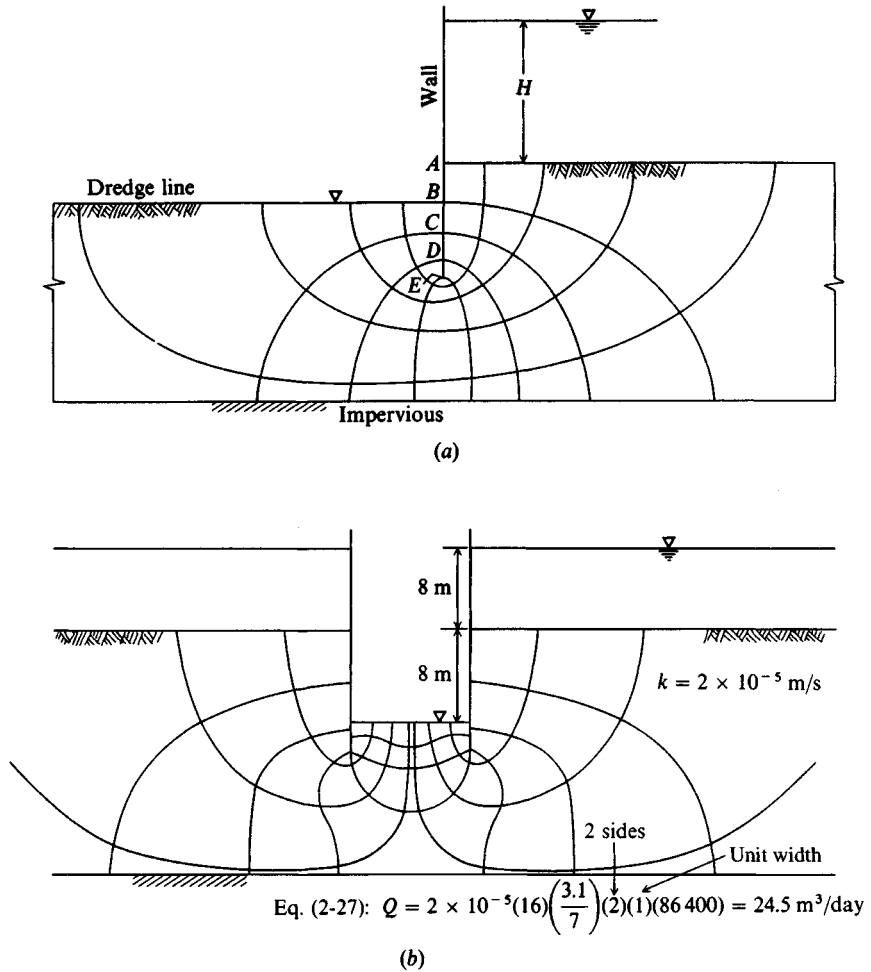 Wall
H
A
Dredge line
B
C
D
E
Impervious
(a)
8 m
8 m
k = 2 × 10⁻⁵ m/s
2 sides
Unit width
Eq. (2-27): Q = 2 × 10⁻⁵(16)(3.1/7)(2)(1)(86 400) = 24.5 m³/day
(b)